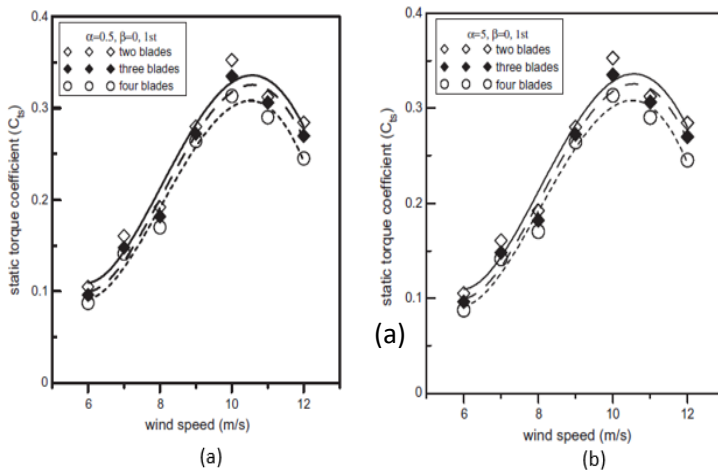 0.4
α=0.5, β=0, 1st
two blades
three blades
four blades
0.3
0.2
0.1
0
static torque coefficient (Cts)
6 8 10 12
wind speed (m/s)
(a)
(a)
0.4
α=5, β=0, 1st
two blades
three blades
four blades
0.3
0.2
0.1
0
static torque coefficient (Cts)
6 8 10 12
wind speed (m/s)
(b)